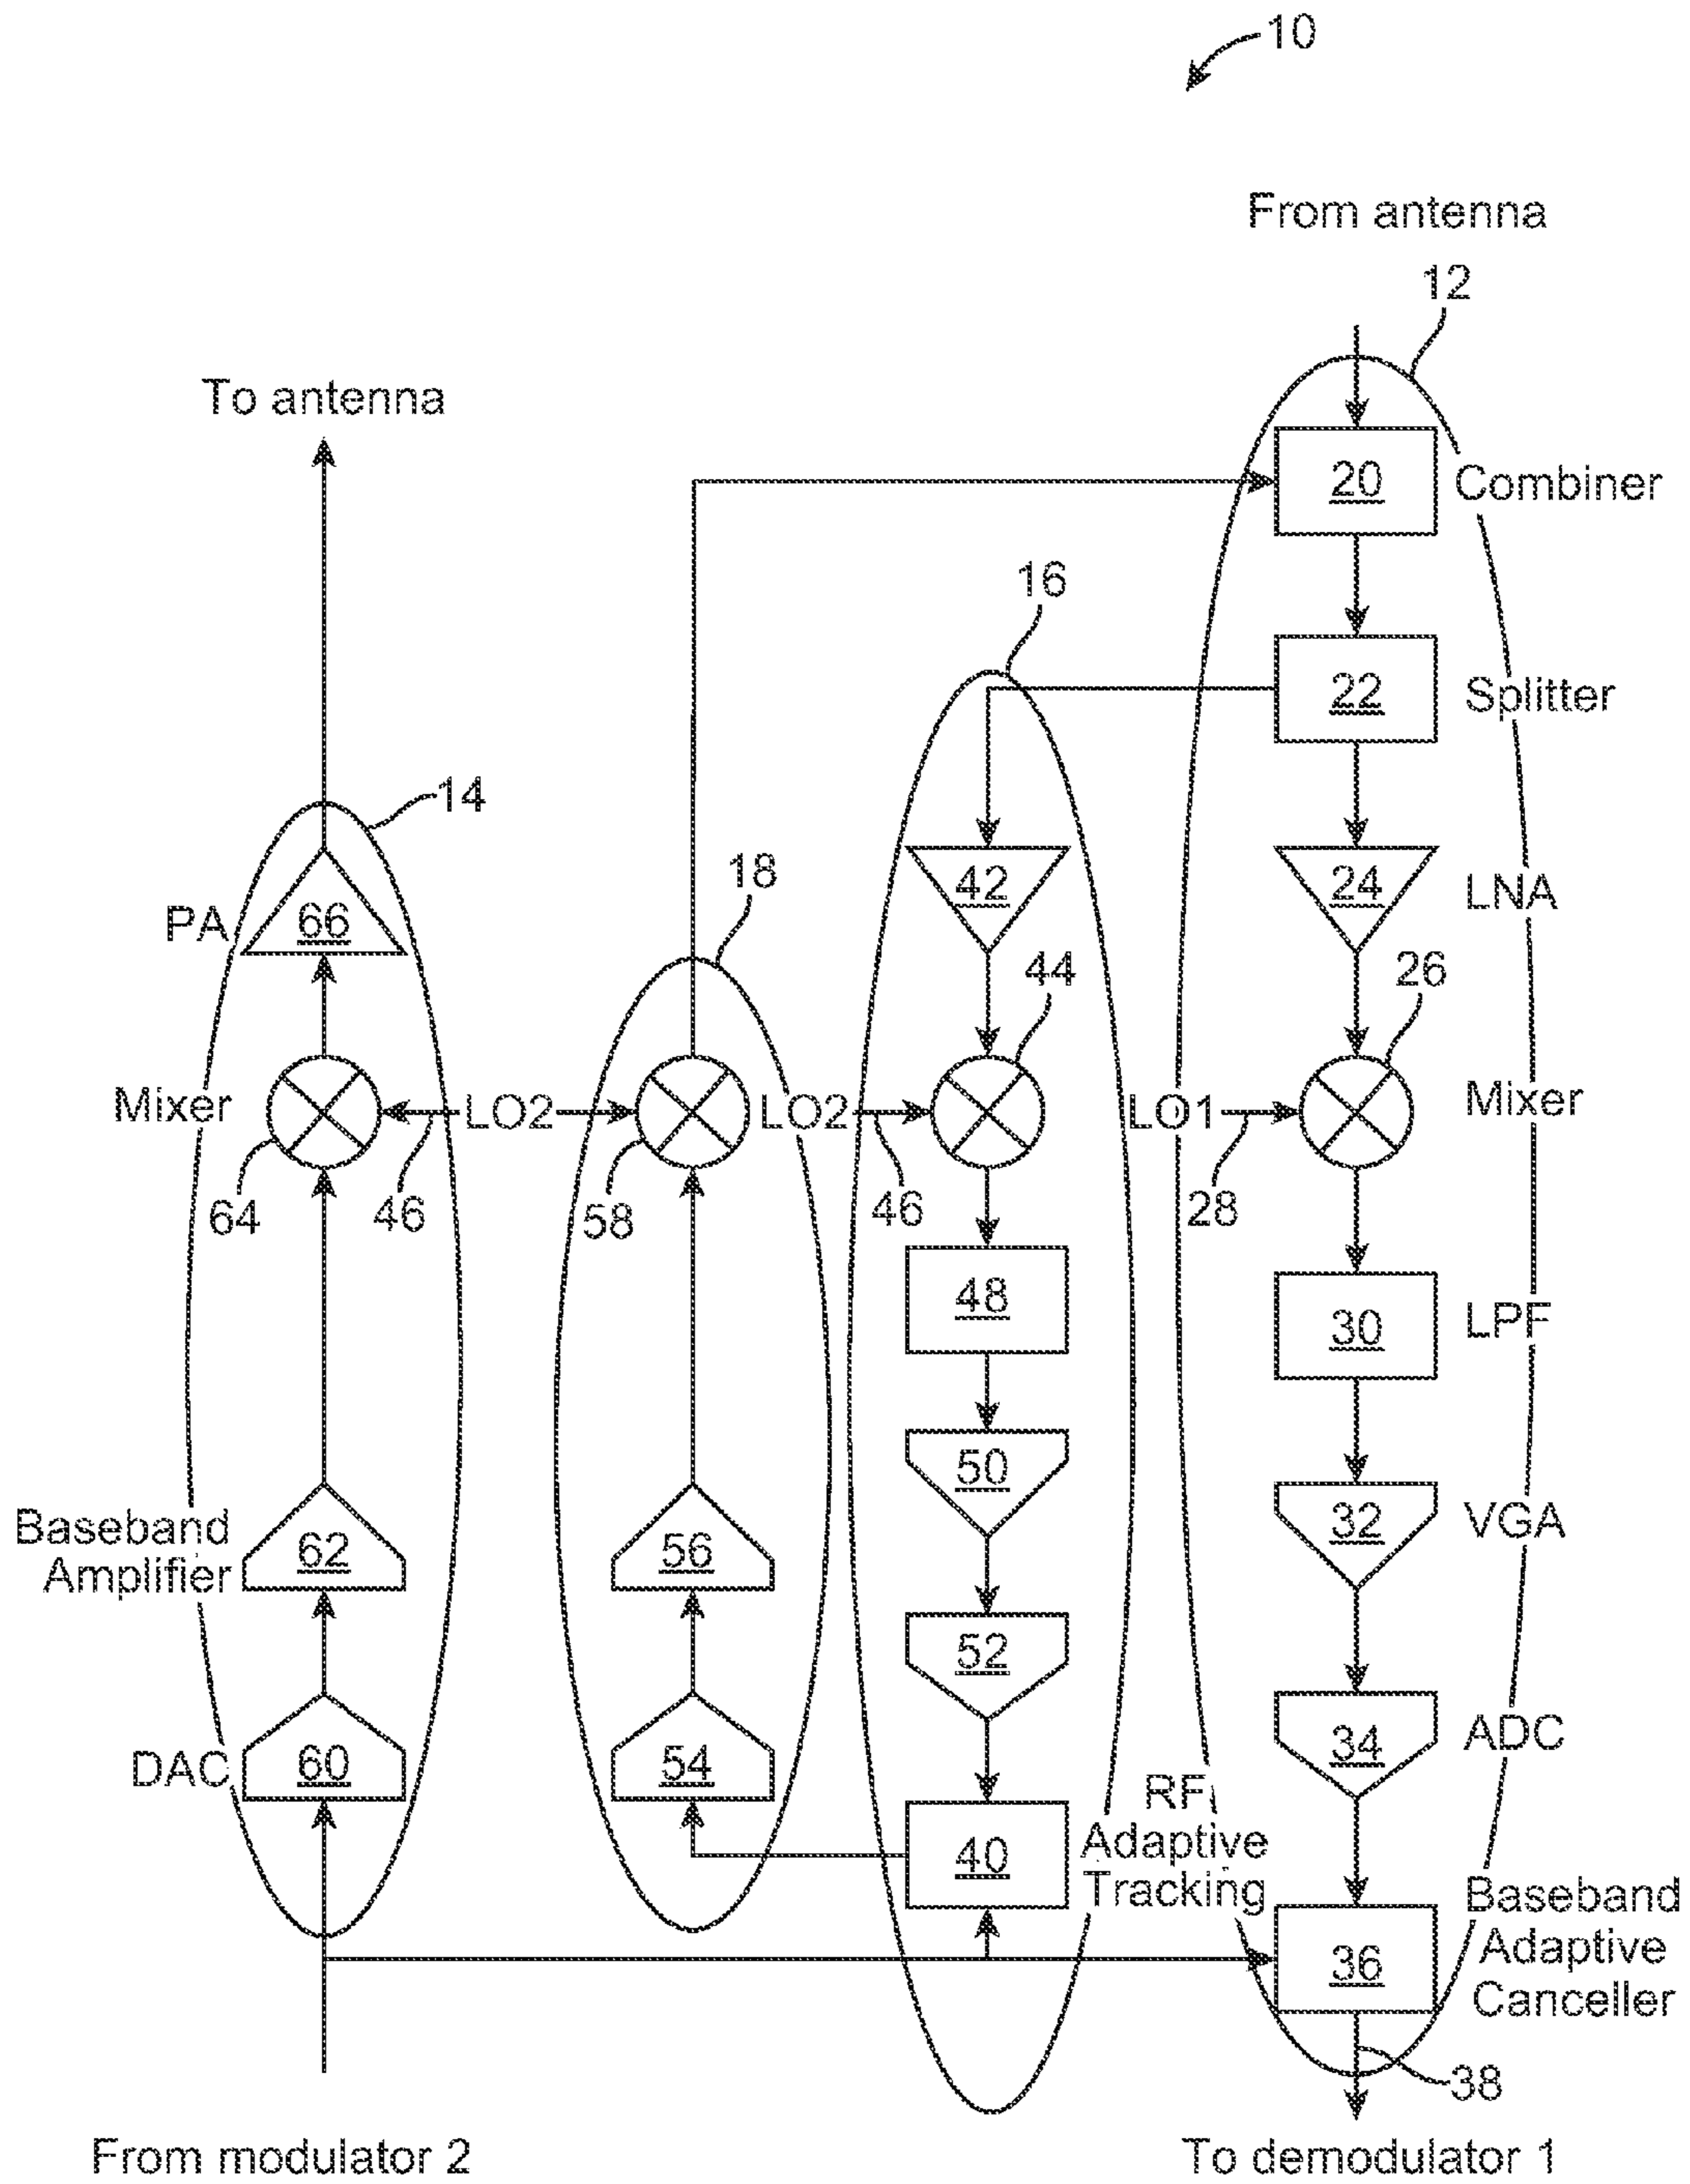 10
From antenna
12
To antenna
20
Combiner
16
22
Splitter
14
18
42
24
LNA
PA
66
44
26
Mixer
LO2
LO2
LO1
Mixer
64
46
58
46
28
48
30
LPF
50
32
VGA
Baseband
Amplifier
62
56
52
DAC
60
54
34
ADC
40
RF
Adaptive
Tracking
36
Baseband
Adaptive
Canceller
38
From modulator 2
To demodulator 1